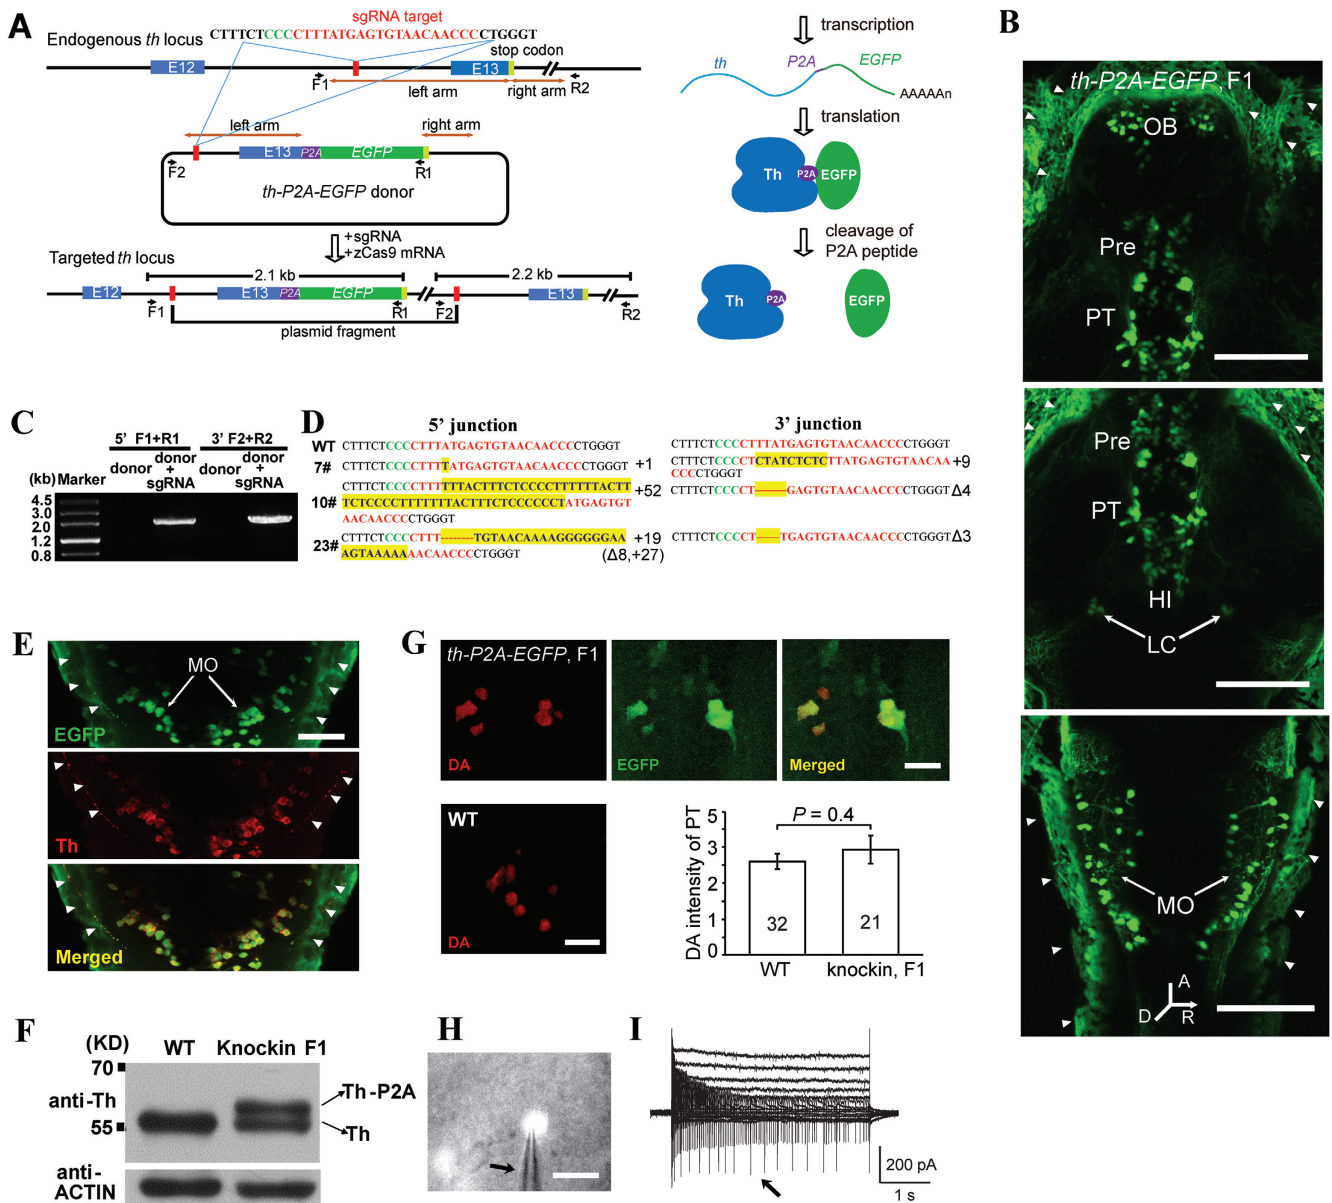 A
sgRNA target
CTTTCTCCCCTTTATGAGTGTAACAACCCCTGGGT
Endogenous th locus
stop codon
E12
E13
F1
R2
left arm
right arm
left arm
right arm
E13
P2A
EGFP
F2
R1
th-P2A-EGFP donor
+sgRNA
+zCas9 mRNA
Targeted th locus
2.1 kb
2.2 kb
E12
E13
P2A
EGFP
E13
F1
R1
F2
R2
plasmid fragment
transcription
th
P2A
EGFP
AAAAAn
translation
Th
P2A
EGFP
cleavage of
P2A peptide
Th
P2A
EGFP
B
th-P2A-EGFP, F1
OB
Pre
PT
Pre
PT
HI
LC
MO
A
D
R
C
5' F1+R1
3' F2+R2
donor
donor
+
sgRNA
donor
donor
+
sgRNA
(kb)
Marker
4.5
3.0
2.0
1.2
0.8
D
5' junction
WT
CTTTCTCCCCTTTATGAGTGTAACAACCCCTGGGT
7#
CTTTCTCCCCTTTTATGAGTGTAACAACCCCTGGGT +1
CTTTCTCCCCTTTTTTACTTTCTCCCCTTTTTTACTT
+52
10#
TCTCCCCTTTTTTTACTTTCTCCCCCCTATGAGTGT
AACAACCCCTGGGT
CTTTCTCCCCTTT--------TGTAACAAAAGGGGGGAA
+19
23#
AGTAAAAAAACAACCCCTGGGT
(Δ8,+27)
3' junction
CTTTCTCCCCTTTATGAGTGTAACAACCCCTGGGT
CTTTCTCCCCTCTATCTCTCTTATGAGTGTAACAA +9
CCCCTGGGT
CTTTCTCCCCT----GAGTGTAACAACCCCTGGGT Δ4
CTTTCTCCCCT---TGAGTGTAACAACCCCTGGGT Δ3
E
MO
EGFP
Th
Merged
F
(KD)
WT
Knockin F1
70
anti-Th
55
Th-P2A
Th
anti-
ACTIN
G
th-P2A-EGFP, F1
DA
EGFP
Merged
WT
DA
DA intensity of PT
5
3
2
1
0
P = 0.4
32
21
WT
knockin, F1
H
I
200 pA
1 s